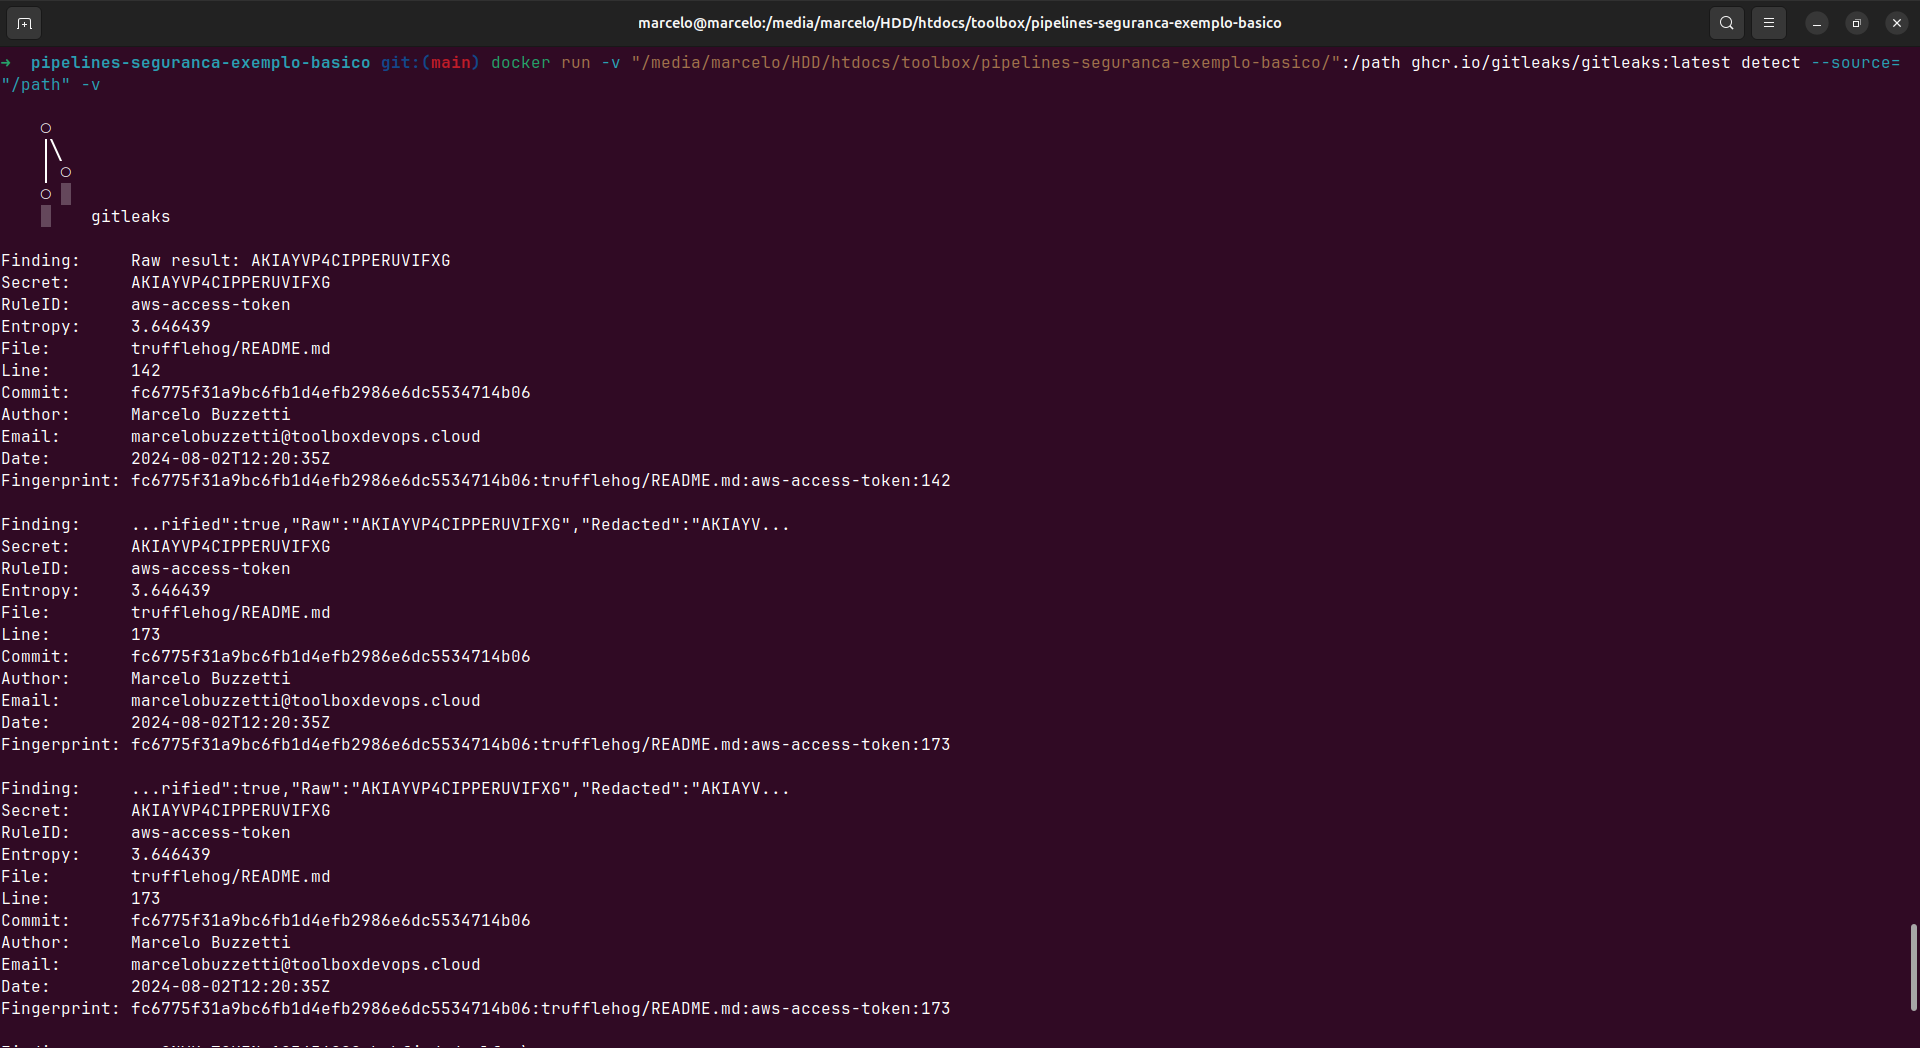 marcelo@marcelo:/media/marcelo/HDD/htdocs/toolbox/pipelines-seguranca-exemplo-basico
➜ pipelines-seguranca-exemplo-basico git:(main) docker run -v "/media/marcelo/HDD/htdocs/toolbox/pipelines-seguranca-exemplo-basico/":/path ghcr.io/gitleaks/gitleaks:latest detect --source=
"/path" -v
gitleaks
Finding: Raw result: AKIAYVP4CIPPERUVIFXG
Secret: AKIAYVP4CIPPERUVIFXG
RuleID: aws-access-token
Entropy: 3.646439
File: trufflehog/README.md
Line: 142
Commit: fc6775f31a9bc6fb1d4efb2986e6dc5534714b06
Author: Marcelo Buzzetti
Email: marcelobuzzetti@toolboxdevops.cloud
Date: 2024-08-02T12:20:35Z
Fingerprint: fc6775f31a9bc6fb1d4efb2986e6dc5534714b06:trufflehog/README.md:aws-access-token:142
Finding: ...rified":true,"Raw":"AKIAYVP4CIPPERUVIFXG","Redacted":"AKIAYV...
Secret: AKIAYVP4CIPPERUVIFXG
RuleID: aws-access-token
Entropy: 3.646439
File: trufflehog/README.md
Line: 173
Commit: fc6775f31a9bc6fb1d4efb2986e6dc5534714b06
Author: Marcelo Buzzetti
Email: marcelobuzzetti@toolboxdevops.cloud
Date: 2024-08-02T12:20:35Z
Fingerprint: fc6775f31a9bc6fb1d4efb2986e6dc5534714b06:trufflehog/README.md:aws-access-token:173
Finding: ...rified":true,"Raw":"AKIAYVP4CIPPERUVIFXG","Redacted":"AKIAYV...
Secret: AKIAYVP4CIPPERUVIFXG
RuleID: aws-access-token
Entropy: 3.646439
File: trufflehog/README.md
Line: 173
Commit: fc6775f31a9bc6fb1d4efb2986e6dc5534714b06
Author: Marcelo Buzzetti
Email: marcelobuzzetti@toolboxdevops.cloud
Date: 2024-08-02T12:20:35Z
Fingerprint: fc6775f31a9bc6fb1d4efb2986e6dc5534714b06:trufflehog/README.md:aws-access-token:173